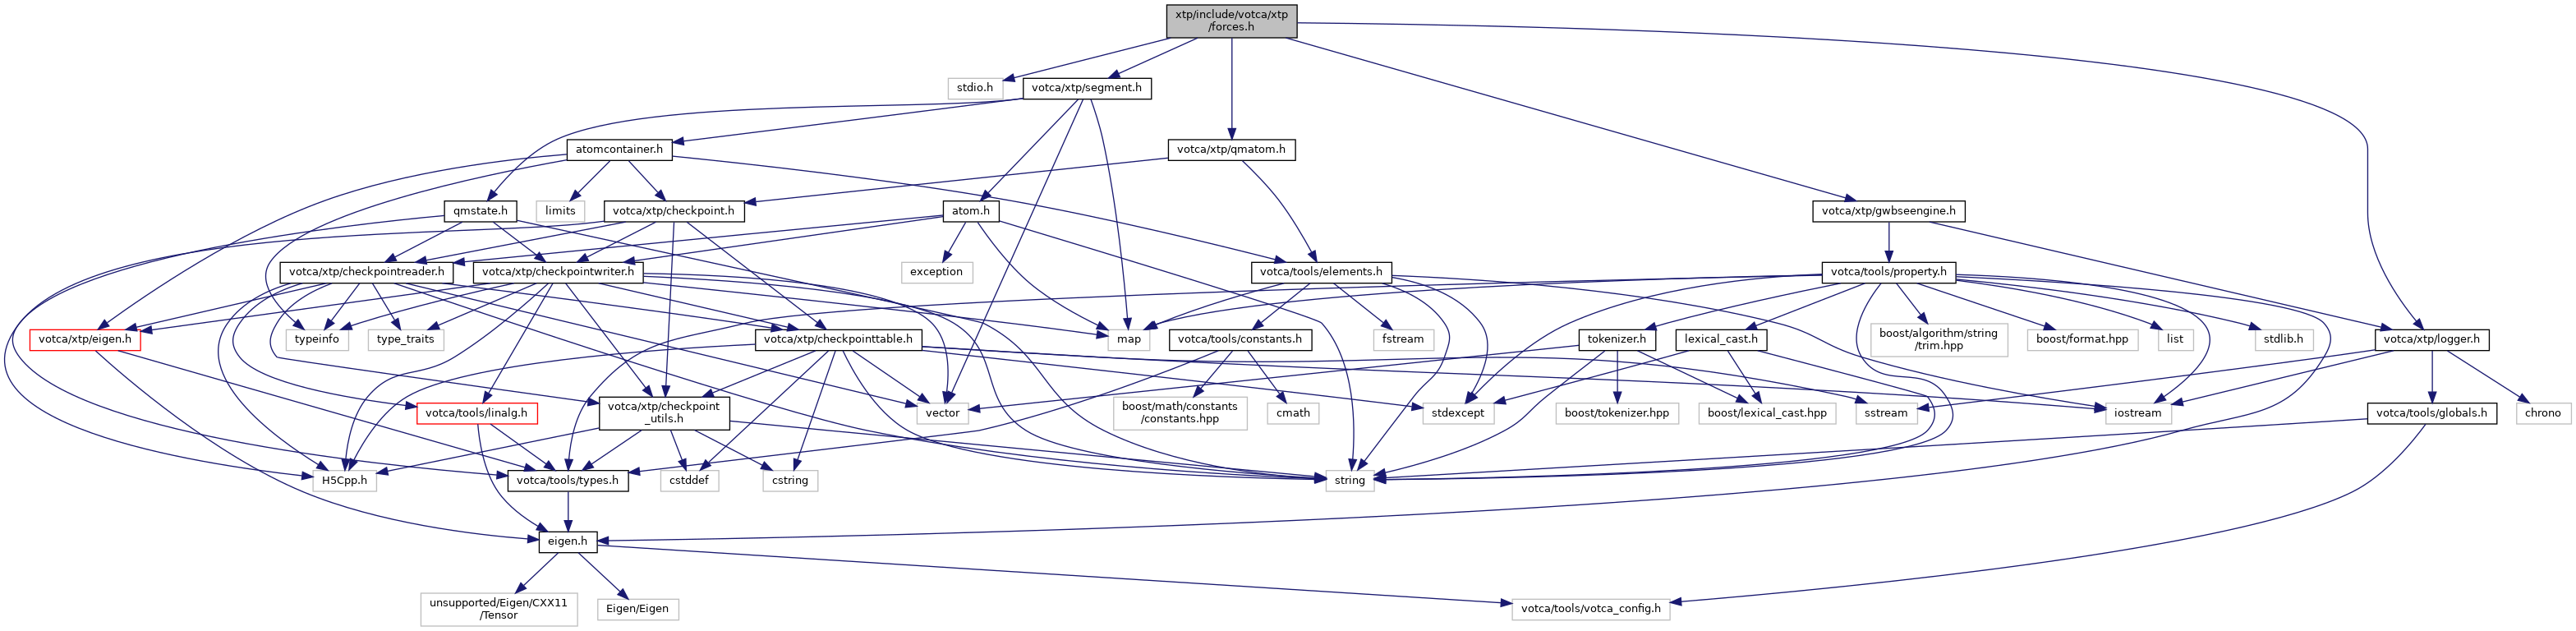 xtp/include/votca/xtp
/forces.h
stdio.h
votca/xtp/segment.h
atomcontainer.h
votca/xtp/qmatom.h
qmstate.h
limits
votca/xtp/checkpoint.h
atom.h
votca/xtp/gwbseengine.h
votca/xtp/checkpointreader.h
votca/xtp/checkpointwriter.h
exception
votca/tools/elements.h
votca/tools/property.h
votca/xtp/eigen.h
typeinfo
type_traits
votca/xtp/checkpointtable.h
map
votca/tools/constants.h
fstream
tokenizer.h
lexical_cast.h
boost/algorithm/string
/trim.hpp
boost/format.hpp
list
stdlib.h
votca/xtp/logger.h
votca/tools/linalg.h
votca/xtp/checkpoint
_utils.h
vector
boost/math/constants
/constants.hpp
cmath
stdexcept
boost/tokenizer.hpp
boost/lexical_cast.hpp
sstream
iostream
votca/tools/globals.h
chrono
H5Cpp.h
votca/tools/types.h
cstddef
cstring
string
eigen.h
unsupported/Eigen/CXX11
/Tensor
Eigen/Eigen
votca/tools/votca_config.h